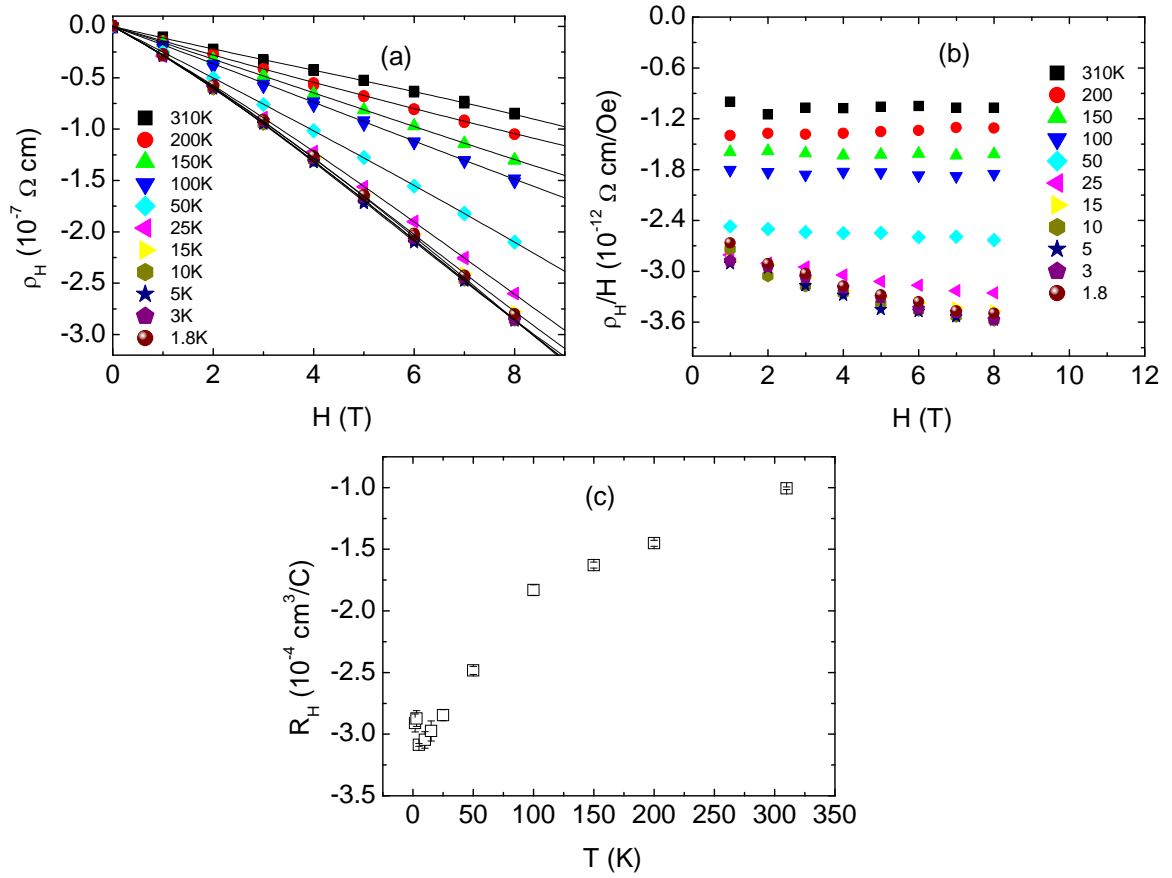 (a)
0.0
-0.5
-1.0
-1.5
-2.0
-2.5
-3.0
ρH (10-7 Ω cm)
310K
200K
150K
100K
50K
25K
15K
10K
5K
3K
1.8K
0 2 4 6 8
H (T)
(b)
0.0
-0.6
-1.2
-1.8
-2.4
-3.0
-3.6
ρH/H (10-12 Ω cm/Oe)
310K
200
150
100
50
25
15
10
5
3
1.8
0 2 4 6 8 10 12
H (T)
(c)
-1.0
-1.5
-2.0
-2.5
-3.0
-3.5
RH (10-4 cm3/C)
0 50 100 150 200 250 300 350
T (K)